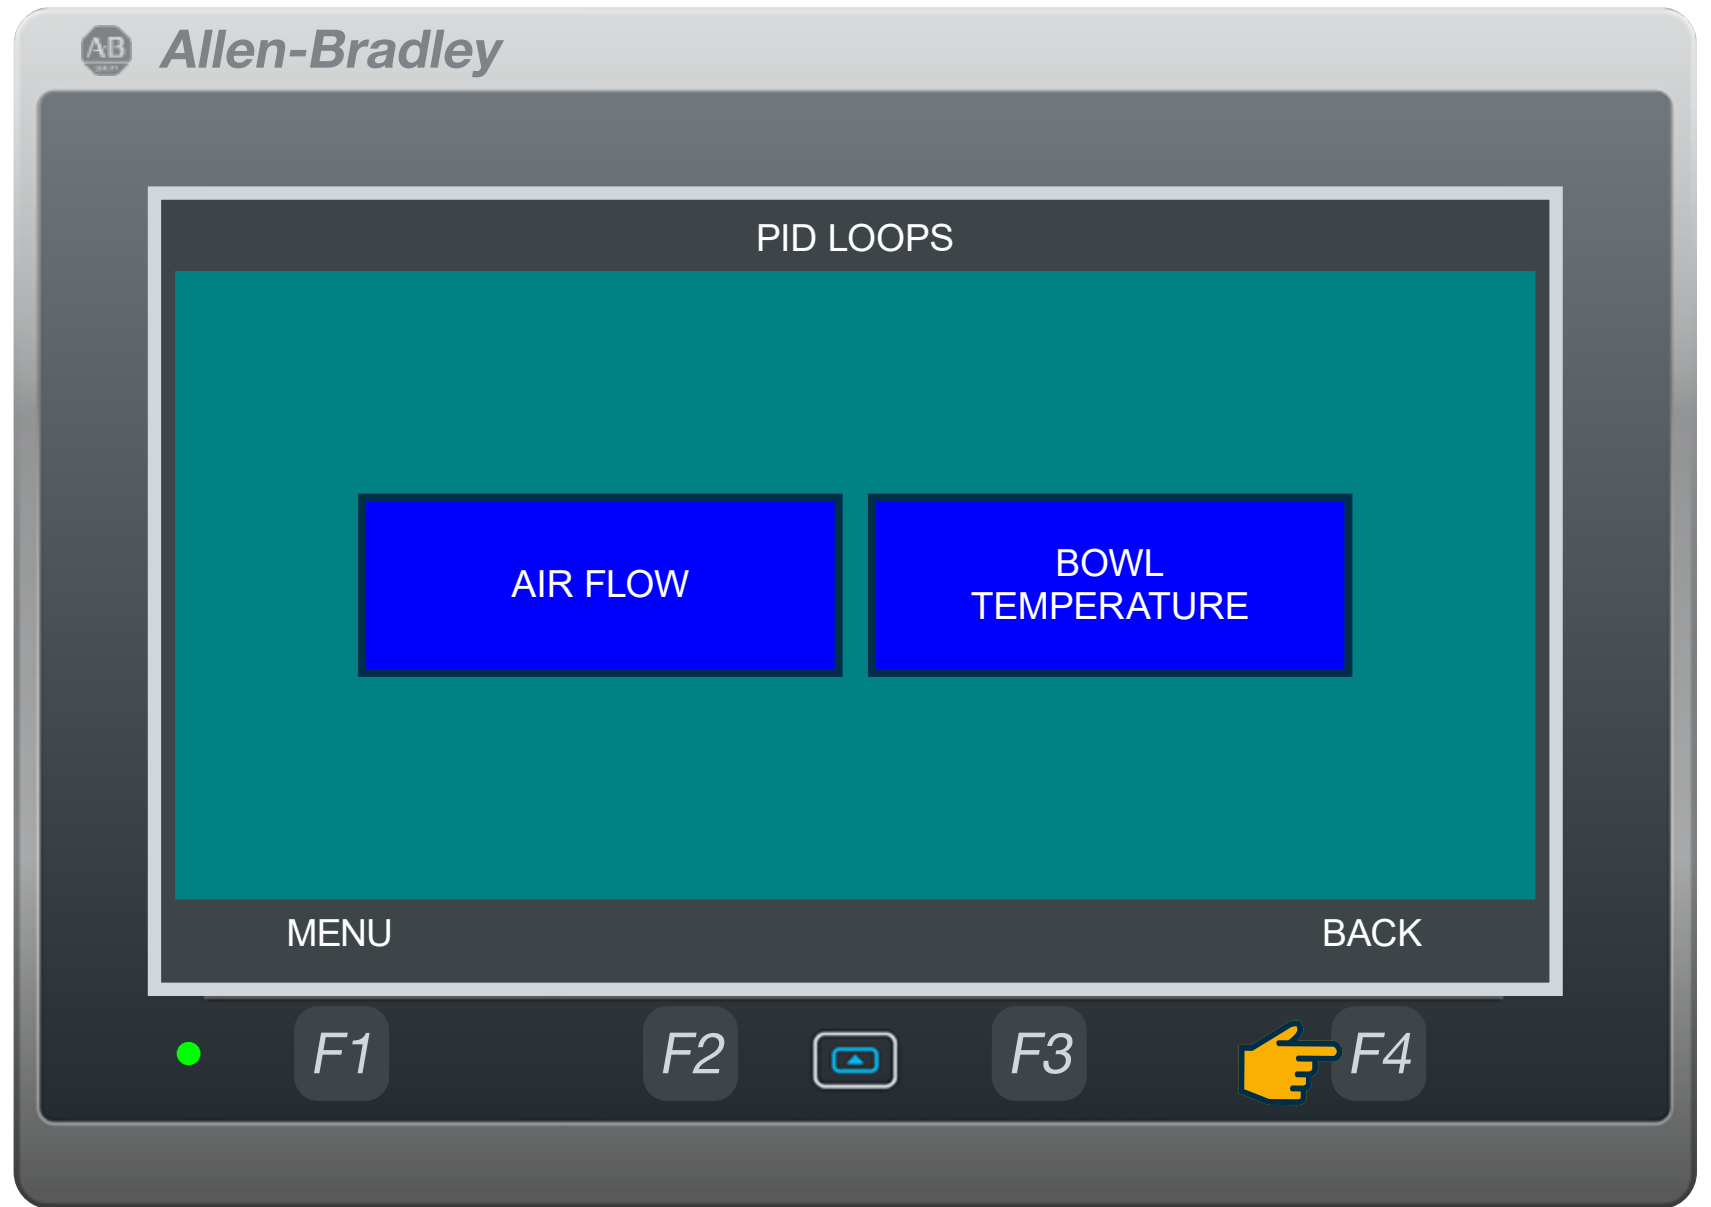 A·B
Allen-Bradley
PID LOOPS
AIR FLOW
BOWL
TEMPERATURE
MENU
BACK
F1
F2
F3
F4